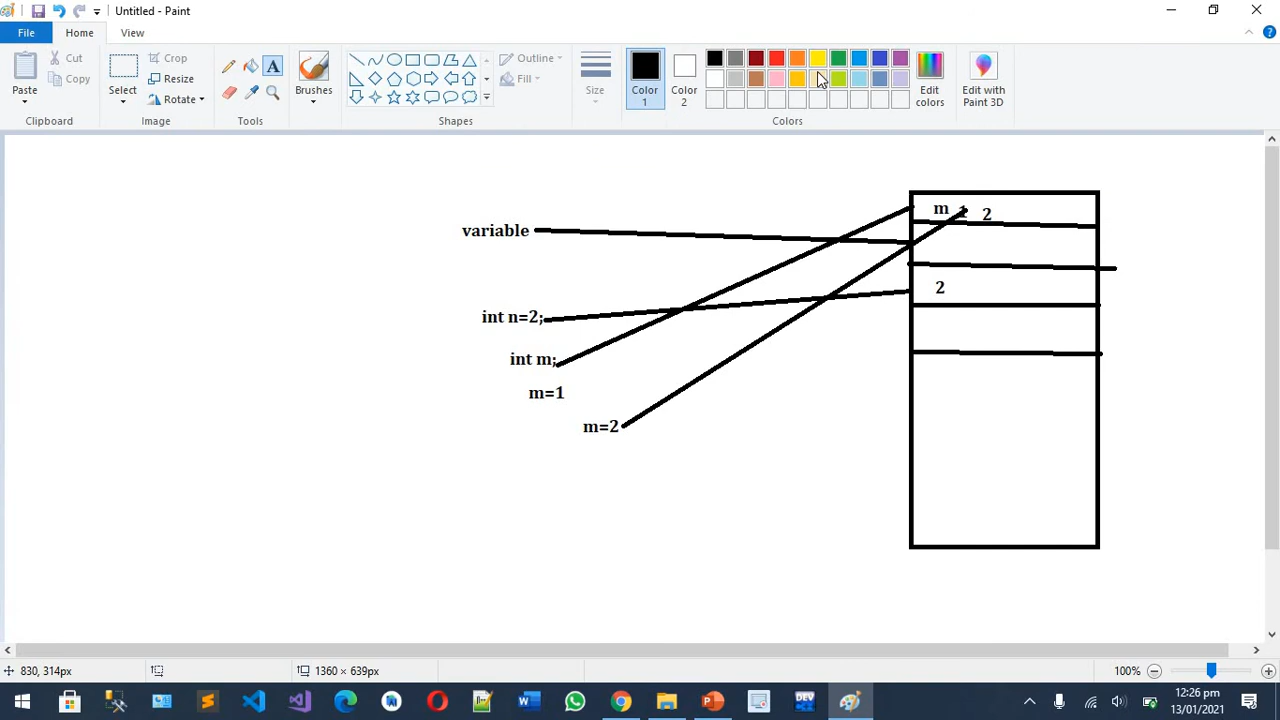 Untitled - Paint
File
Home
View
Paste
Cut
Copy
Clipboard
Select
Crop
Resize
Rotate
Image
A
Tools
Brushes
Outline
Fill
Shapes
Size
Color 1
Color 2
Edit colors
Edit with Paint 3D
Colors
variable
m 1 2
2
int n=2;
int m;
m=1
m=2
830, 314px
1360 × 639px
100%
DEV
12:26 pm
13/01/2021